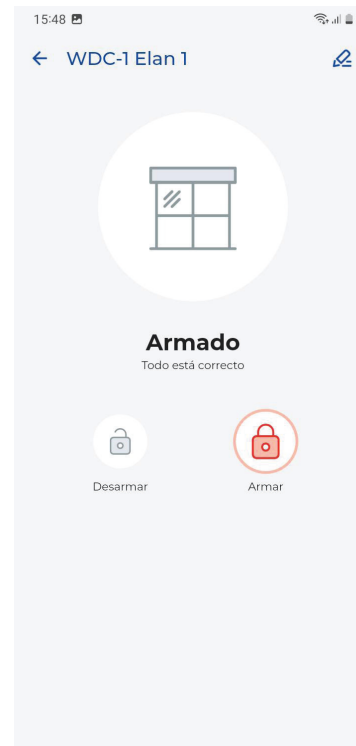 15:48
WDC-1 Elan 1
Armado
Todo está correcto
Desarmar
Armar